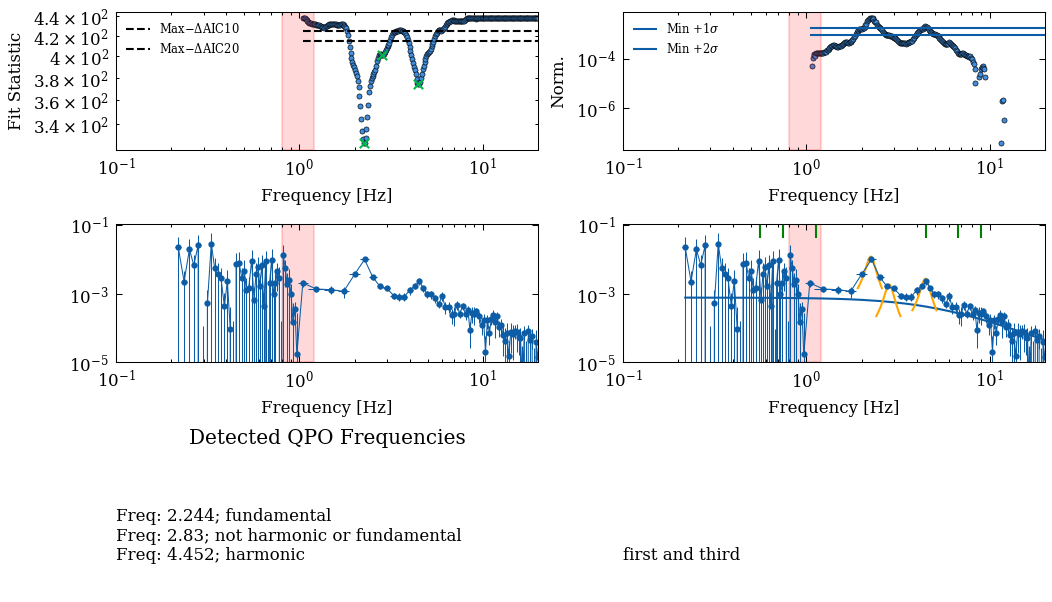 4.4 × 10²
4.2 × 10²
4 × 10²
3.8 × 10²
3.6 × 10²
3.4 × 10²
Fit Statistic
Max−ΔAIC10
Max−ΔAIC20
10⁻¹ 10⁰ 10¹
Frequency [Hz]
10⁻⁴
10⁻⁶
Norm.
Min +1σ
Min +2σ
10⁻¹ 10⁰ 10¹
Frequency [Hz]
10⁻¹
10⁻³
10⁻⁵
10⁻¹ 10⁰ 10¹
Frequency [Hz]
10⁻¹
10⁻³
10⁻⁵
10⁻¹ 10⁰ 10¹
Frequency [Hz]
Detected QPO Frequencies
Freq: 2.244; fundamental
Freq: 2.83; not harmonic or fundamental
Freq: 4.452; harmonic
first and third